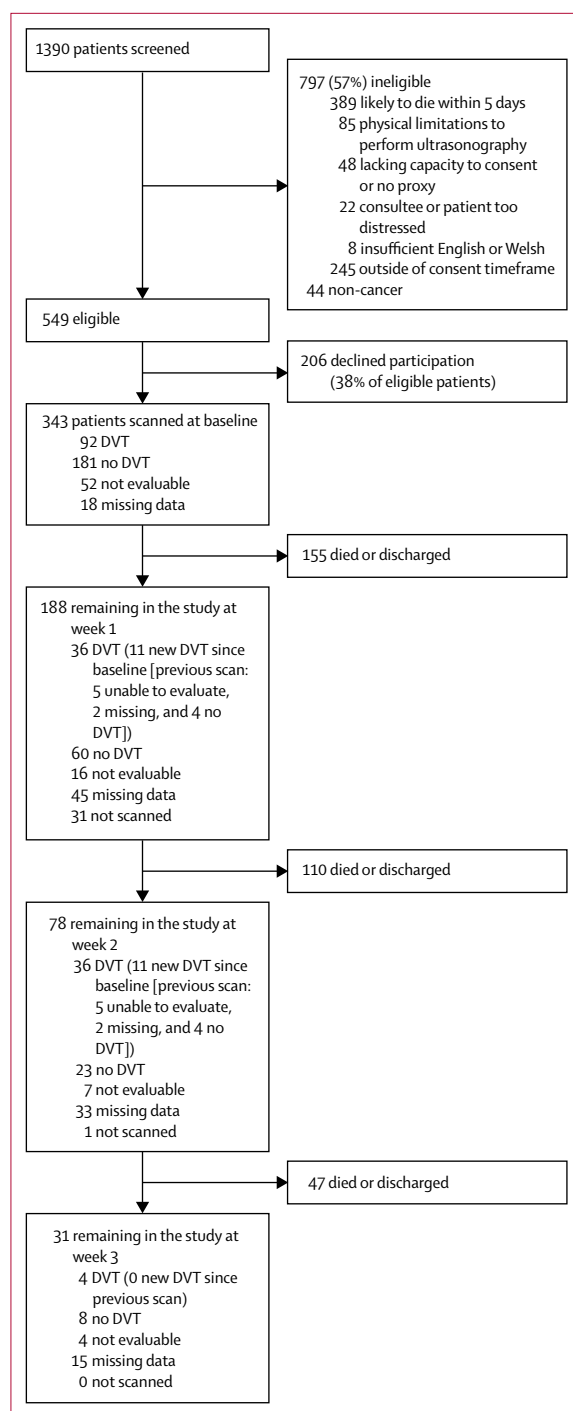 1390 patients screened
797 (57%) ineligible
389 likely to die within 5 days
85 physical limitations to
perform ultrasonography
48 lacking capacity to consent
or no proxy
22 consultee or patient too
distressed
8 insufficient English or Welsh
245 outside of consent timeframe
44 non-cancer
549 eligible
206 declined participation
(38% of eligible patients)
343 patients scanned at baseline
92 DVT
181 no DVT
52 not evaluable
18 missing data
155 died or discharged
188 remaining in the study at
week 1
36 DVT (11 new DVT since
baseline [previous scan:
5 unable to evaluate,
2 missing, and 4 no
DVT])
60 no DVT
16 not evaluable
45 missing data
31 not scanned
110 died or discharged
78 remaining in the study at
week 2
36 DVT (11 new DVT since
baseline [previous scan:
5 unable to evaluate,
2 missing, and 4 no
DVT])
23 no DVT
7 not evaluable
33 missing data
1 not scanned
47 died or discharged
31 remaining in the study at
week 3
4 DVT (0 new DVT since
previous scan)
8 no DVT
4 not evaluable
15 missing data
0 not scanned